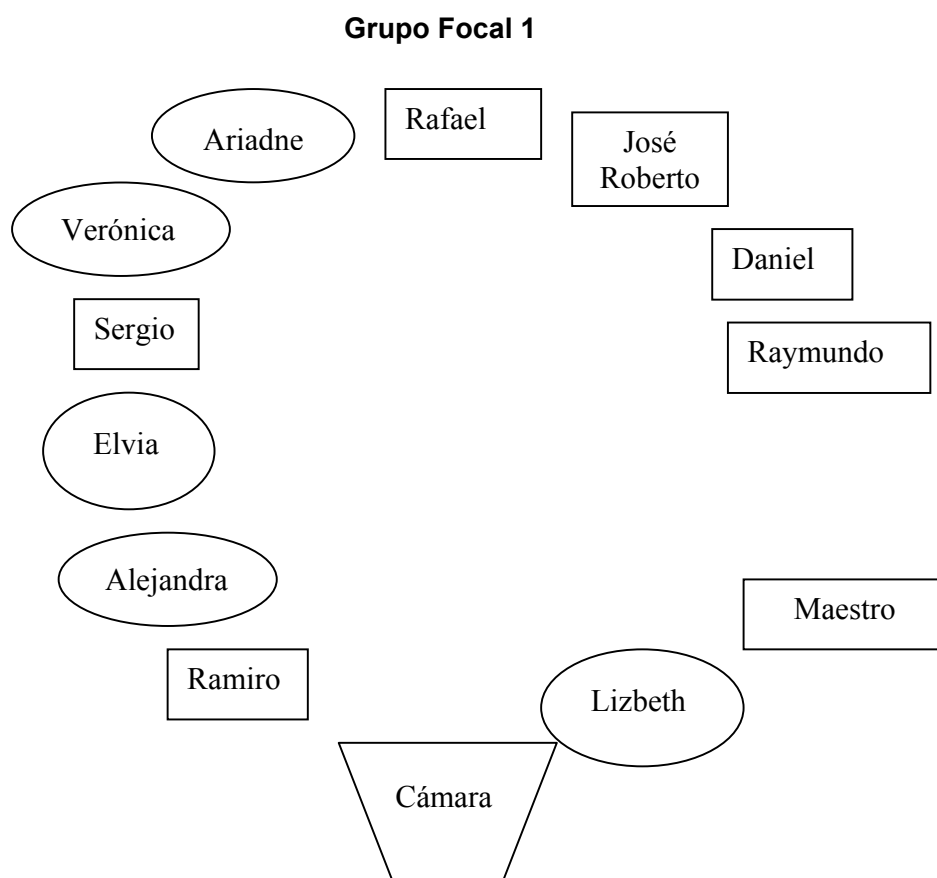 Grupo Focal 1
Ariadne
Rafael
José
Roberto
Verónica
Daniel
Sergio
Raymundo
Elvia
Alejandra
Maestro
Ramiro
Lizbeth
Cámara